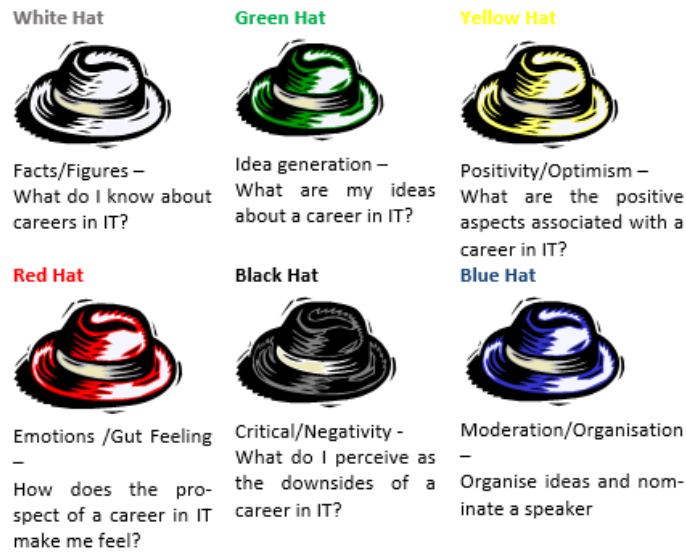 White Hat
Facts/Figures –
What do I know about
careers in IT?
Green Hat
Idea generation –
What are my ideas
about a career in IT?
Yellow Hat
Positivity/Optimism –
What are the positive
aspects associated with a
career in IT?
Red Hat
Emotions /Gut Feeling
–
How does the pro-
spect of a career in IT
make me feel?
Black Hat
Critical/Negativity -
What do I perceive as
the downsides of a
career in IT?
Blue Hat
Moderation/Organisation
–
Organise ideas and nom-
inate a speaker